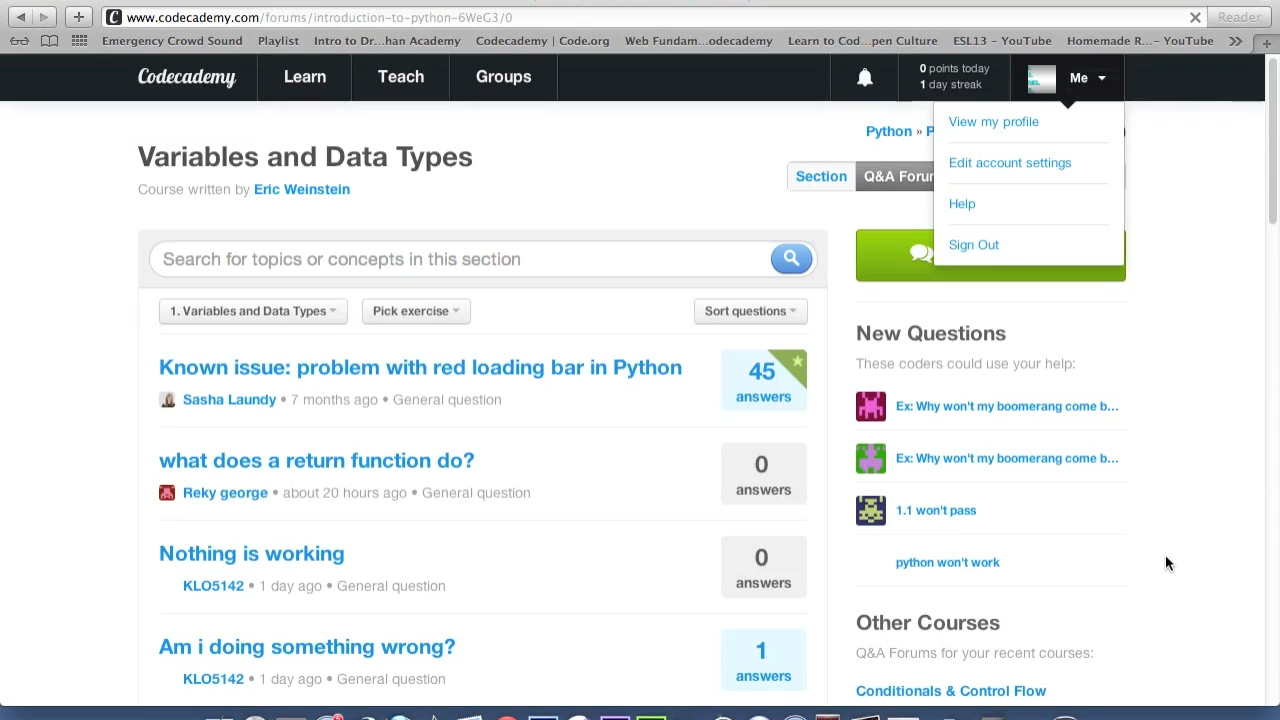 www.codecademy.com/forums/introduction-to-python-6WeG3/0
Reader
Emergency Crowd Sound
Playlist
Intro to Dr...han Academy
Codecademy | Code.org
Web Fundam...odecademy
Learn to Cod...pen Culture
ESL13 – YouTube
Homemade R...– YouTube
Codecademy
Learn
Teach
Groups
0 points today
1 day streak
Me
View my profile
Edit account settings
Help
Sign Out
Python » P
Variables and Data Types
Course written by Eric Weinstein
Section
Q&A Forum
Search for topics or concepts in this section
1. Variables and Data Types
Pick exercise
Sort questions
Known issue: problem with red loading bar in Python
Sasha Laundy • 7 months ago • General question
45
answers
what does a return function do?
Reky george • about 20 hours ago • General question
0
answers
Nothing is working
KLO5142 • 1 day ago • General question
0
answers
Am i doing something wrong?
KLO5142 • 1 day ago • General question
1
answers
New Questions
These coders could use your help:
Ex: Why won't my boomerang come b...
Ex: Why won't my boomerang come b...
1.1 won't pass
python won't work
Other Courses
Q&A Forums for your recent courses:
Conditionals & Control Flow